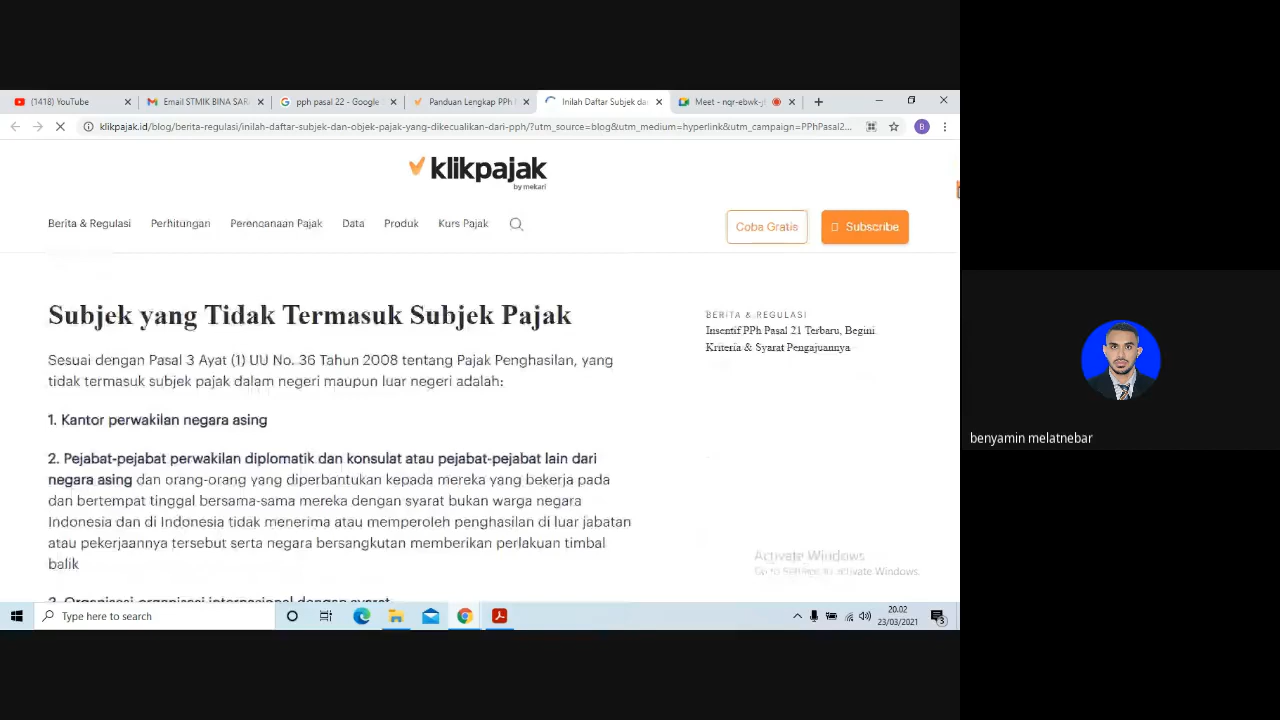 (1418) YouTube
Email STMIK BINA SAR
pph pasal 22 - Google
Panduan Lengkap PPh
Inilah Daftar Subjek da
Meet - nqr-ebwk-
klikpajak.id/blog/berita-regulasi/inilah-daftar-subjek-dan-objek-pajak-yang-dikecualikan-dari-pph/?utm_source=blog&utm_medium=hyperlink&utm_campaign=PPhPasal2...
B
klikpajak
by mekari
Berita & Regulasi Perhitungan Perencanaan Pajak Data Produk Kurs Pajak
Coba Gratis
Subscribe
Subjek yang Tidak Termasuk Subjek Pajak
Sesuai dengan Pasal 3 Ayat (1) UU No. 36 Tahun 2008 tentang Pajak Penghasilan, yang
tidak termasuk subjek pajak dalam negeri maupun luar negeri adalah:
1. Kantor perwakilan negara asing
2. Pejabat-pejabat perwakilan diplomatik dan konsulat atau pejabat-pejabat lain dari
negara asing dan orang-orang yang diperbantukan kepada mereka yang bekerja pada
dan bertempat tinggal bersama-sama mereka dengan syarat bukan warga negara
Indonesia dan di Indonesia tidak menerima atau memperoleh penghasilan di luar jabatan
atau pekerjaannya tersebut serta negara bersangkutan memberikan perlakuan timbal
balik
3. Organisasi-organisasi internasional dengan syarat
BERITA & REGULASI
Insentif PPh Pasal 21 Terbaru, Begini
Kriteria & Syarat Pengajuannya
Activate Windows
Go to Settings to activate Windows.
benyamin melatnebar
Type here to search
20.02
23/03/2021
3